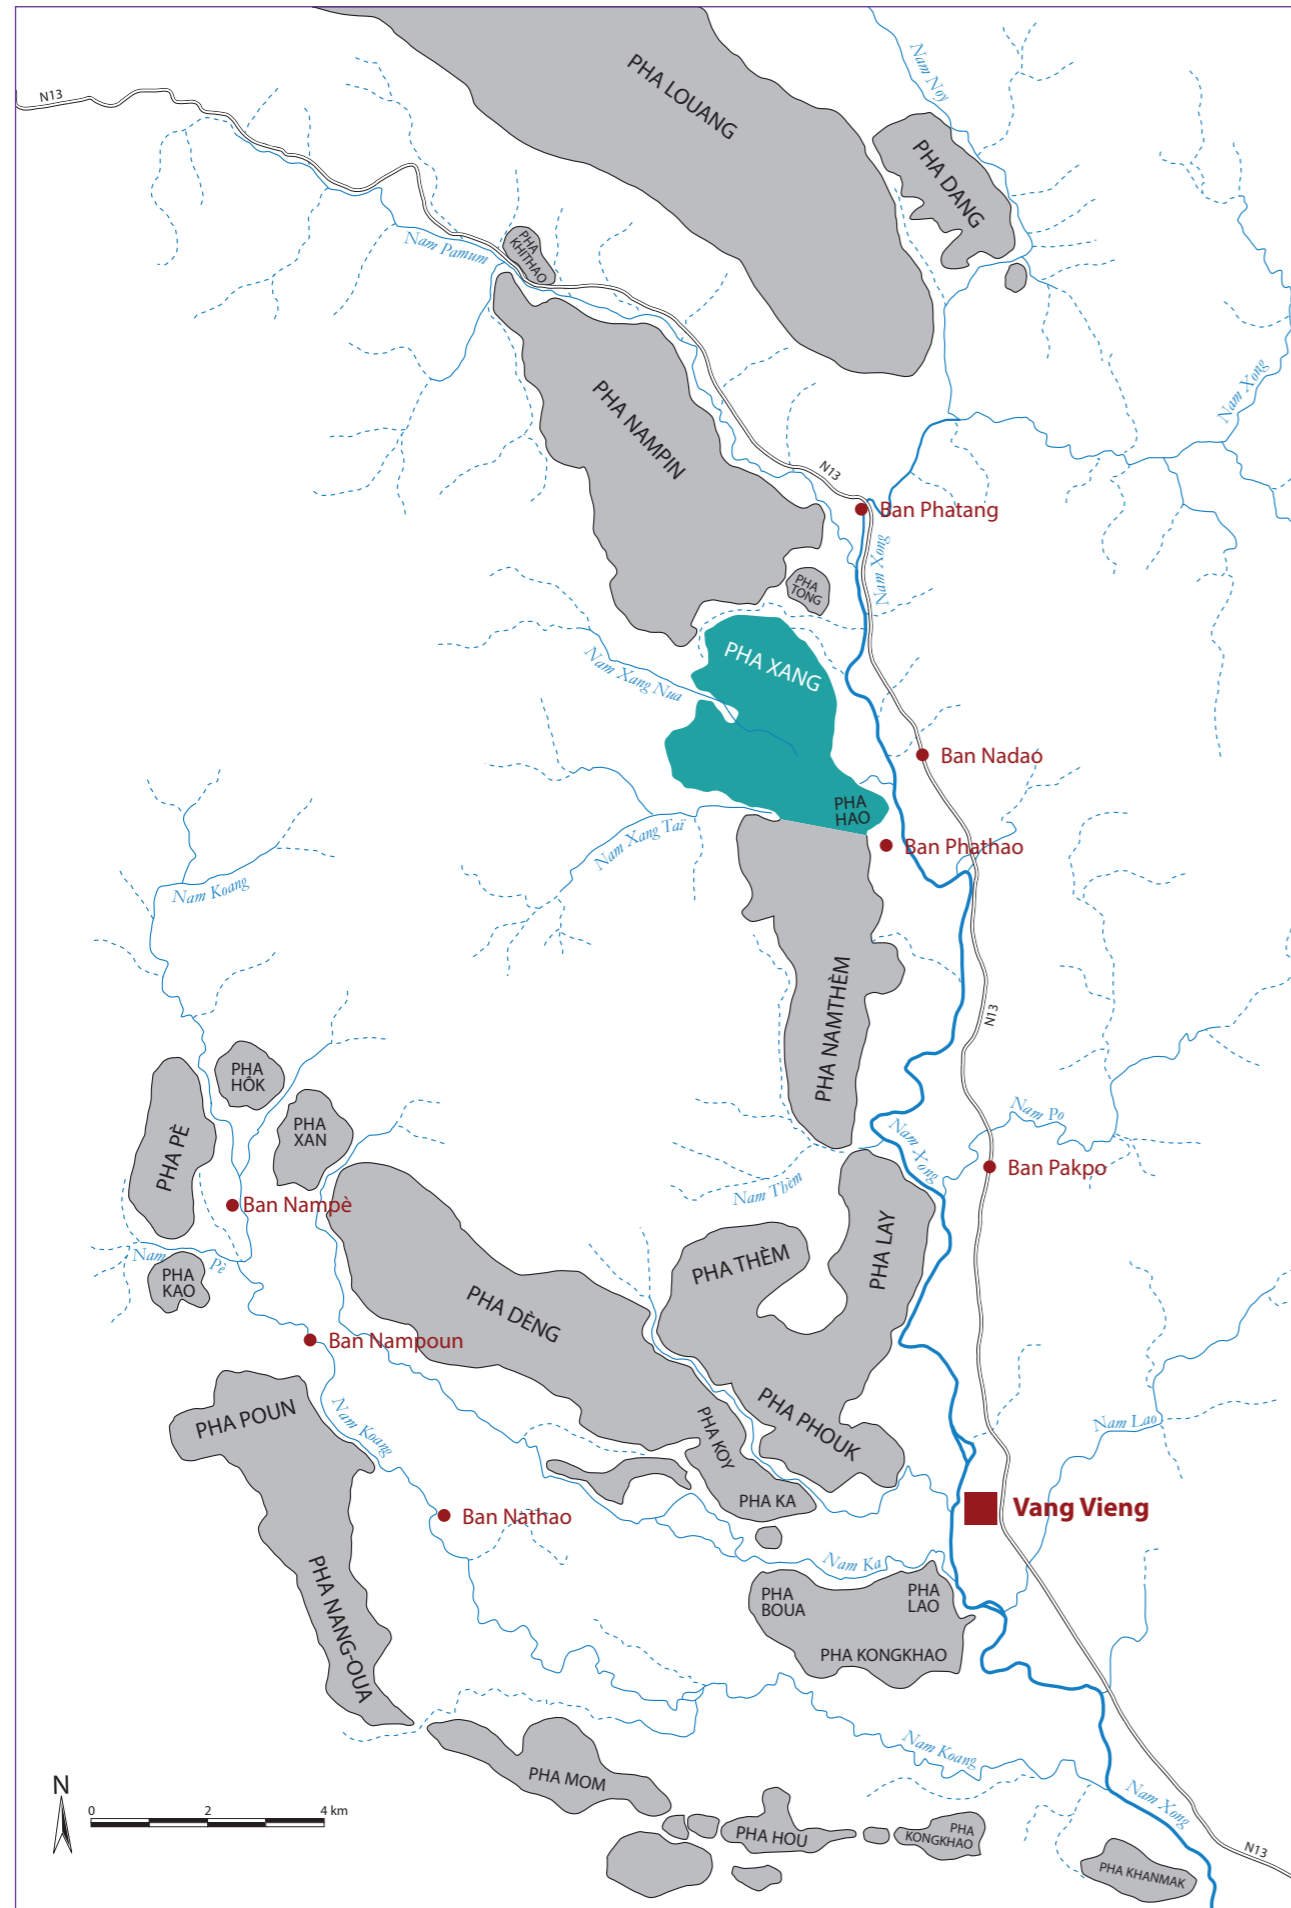 N13
PHA LOUANG
Nam Noy
PHA DANG
Nam Pamum
PHA
KHITHAO
PHA NAMPIN
Nam Xong
N13
Ban Phatang
Nam Xong
PHA
TONG
PHA XANG
Nam Xang Nua
Ban Nadao
PHA
HAO
Nam Xang Taï
Ban Phathao
Nam Koang
PHA NAMTHÈM
N13
PHA
HÔK
PHA PÈ
PHA
XAN
Nam Po
Nam Xong
Ban Pakpo
Nam Thèm
Ban Nampè
Nam Pè
PHA
KAO
PHA THÈM
PHA LAY
PHA DÈNG
Ban Nampoun
PHA POUN
Nam Koang
PHA KOY
PHA PHOUK
Nam Lao
PHA KA
Vang Vieng
Ban Nathao
Nam Ka
PHA
BOUA
PHA
LAO
PHA NANG-OUA
PHA KONGKHAO
Nam Koang
PHA MOM
Nam Xong
N
0 2 4 km
PHA HOU
PHA
KONGKHAO
N13
PHA KHANMAK